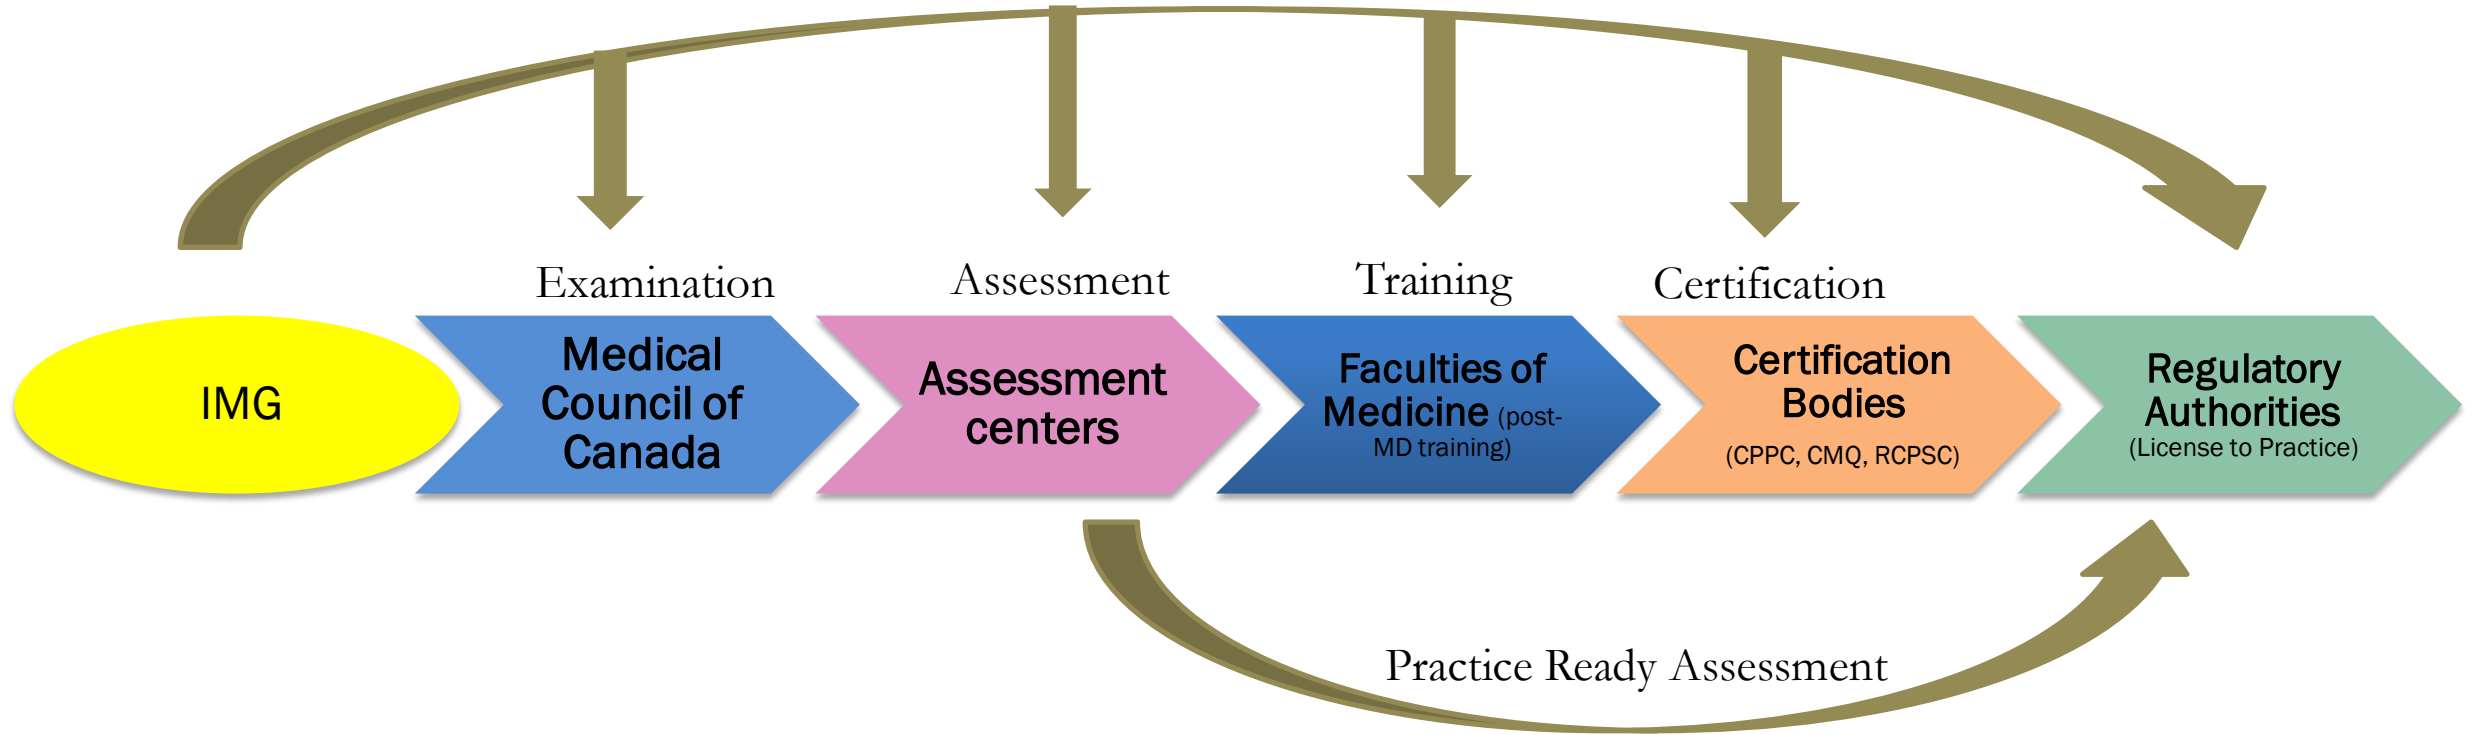 Examination
Assessment
Training
Certification
IMG
Medical
Council of
Canada
Assessment
centers
Faculties of
Medicine (post-
MD training)
Certification
Bodies
(CPPC, CMQ, RCPSC)
Regulatory
Authorities
(License to Practice)
Practice Ready Assessment